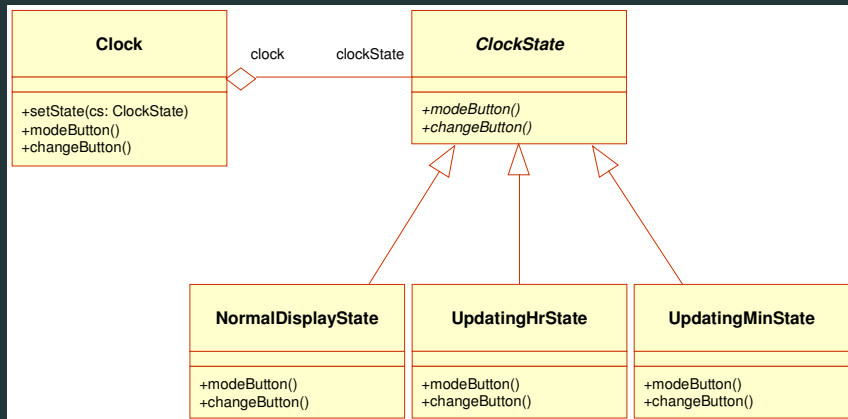 Clock
clock
clockState
ClockState
+setState(cs: ClockState)
+modeButton()
+changeButton()
+modeButton()
+changeButton()
NormalDisplayState
+modeButton()
+changeButton()
UpdatingHrState
+modeButton()
+changeButton()
UpdatingMinState
+modeButton()
+changeButton()